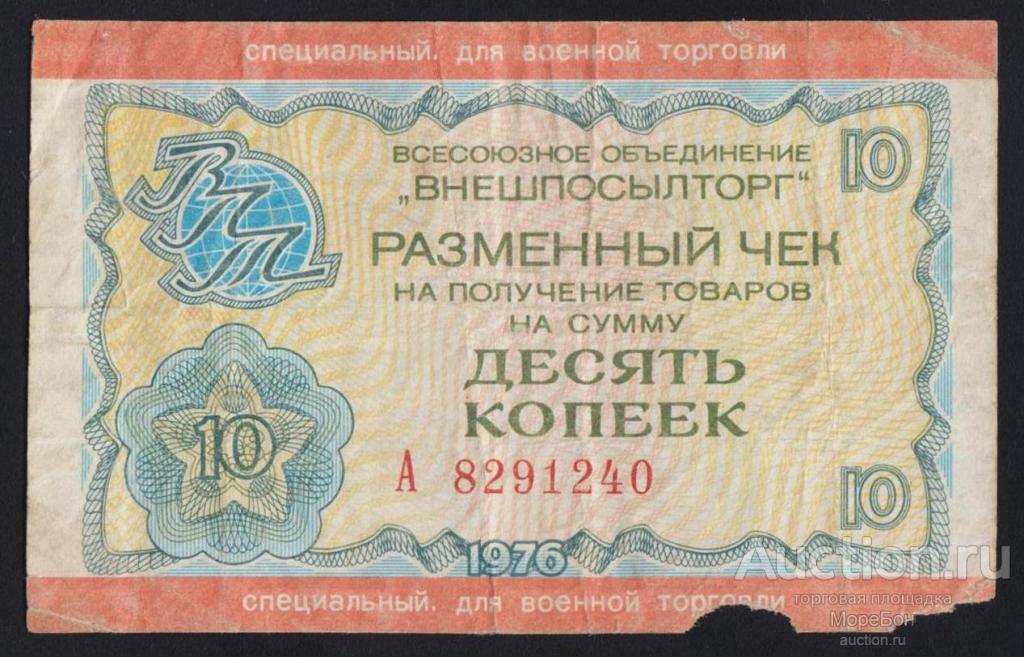 специальный. для военной торговли
ВПТ
10
ВСЕСОЮЗНОЕ ОБЪЕДИНЕНИЕ
„ВНЕШПОСЫЛТОРГ“
РАЗМЕННЫЙ ЧЕК
НА ПОЛУЧЕНИЕ ТОВАРОВ
НА СУММУ
ДЕСЯТЬ
КОПЕЕК
10
А 8291240
10
1976
специальный. для военной торговли
Auction.ru
торговая площадка
МореБон
auction.ru